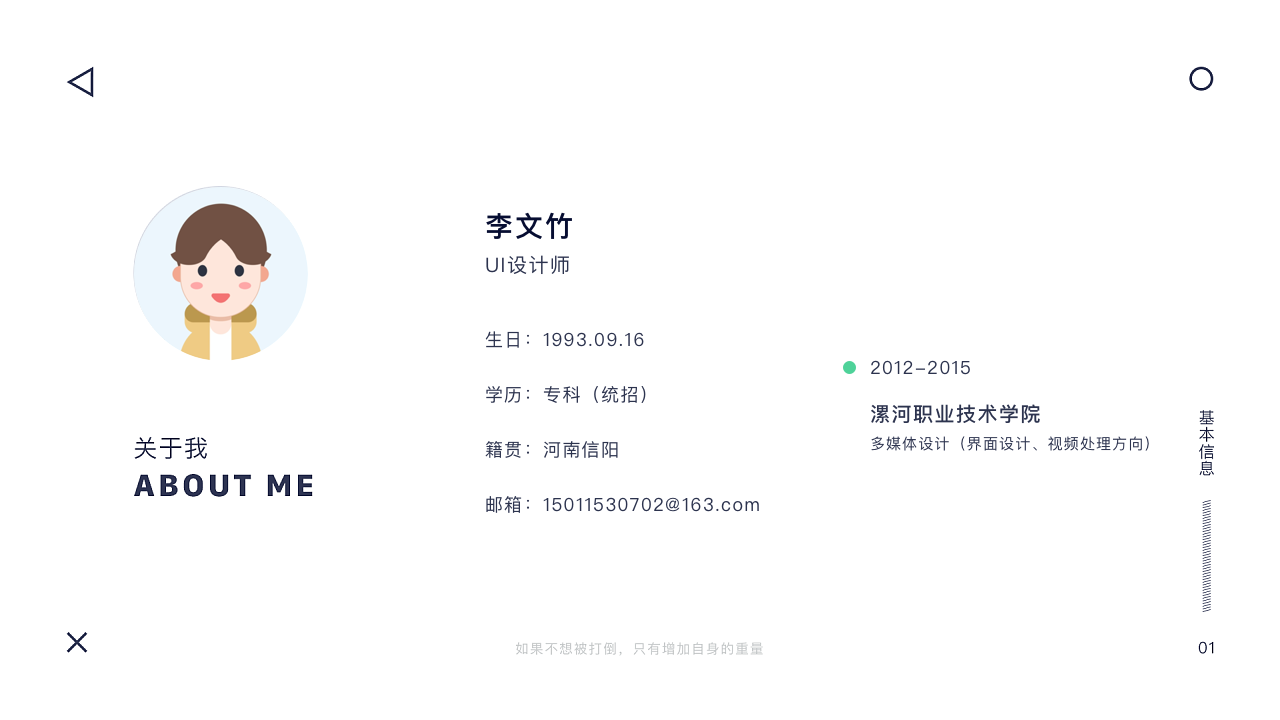 关于我
ABOUT ME
李文竹
UI设计师
生日：1993.09.16
学历：专科（统招）
籍贯：河南信阳
邮箱：15011530702@163.com
2012-2015
漯河职业技术学院
多媒体设计（界面设计、视频处理方向）
基本信息
01
如果不想被打倒，只有增加自身的重量